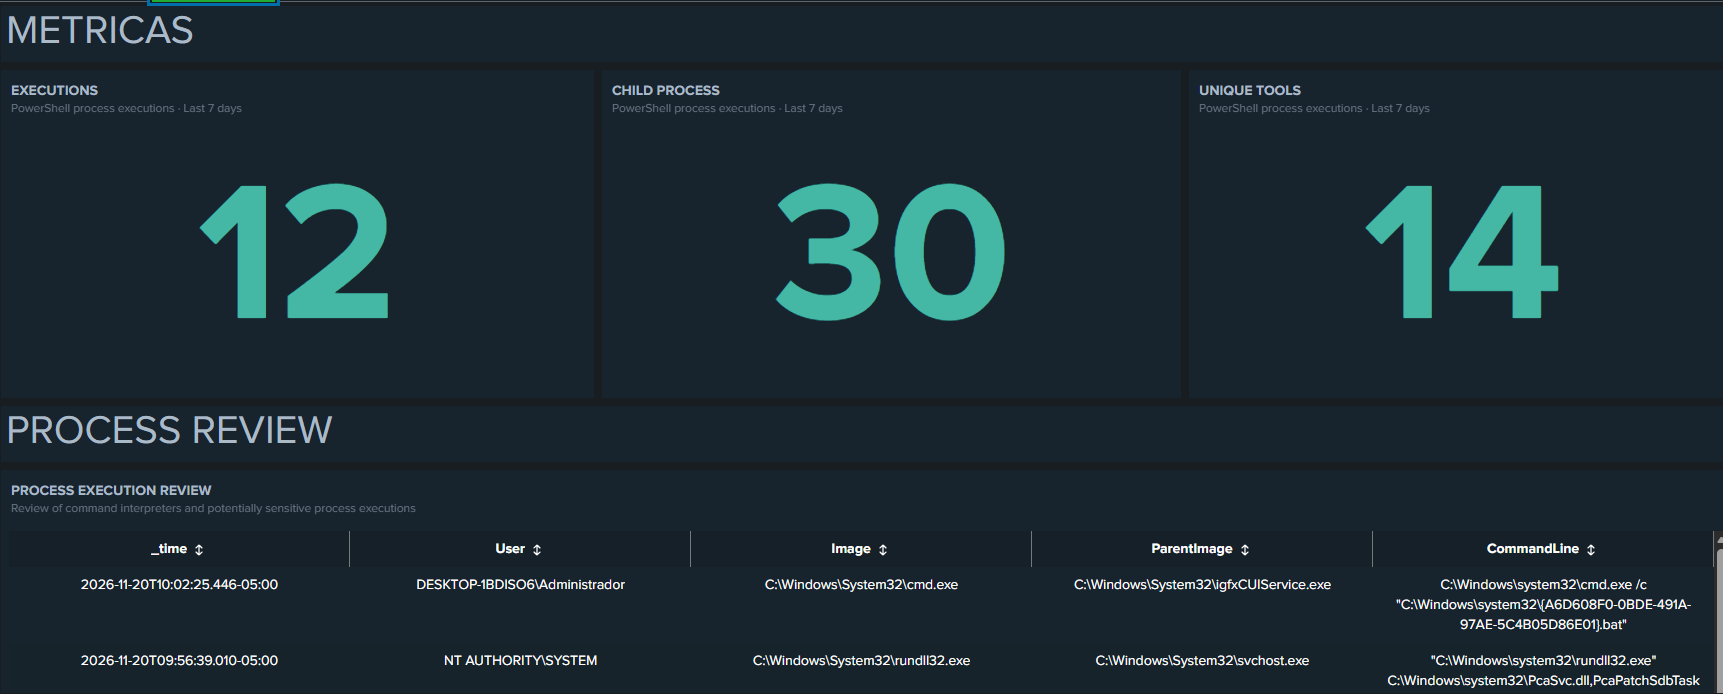 METRICAS
EXECUTIONS
PowerShell process executions · Last 7 days
12
CHILD PROCESS
PowerShell process executions · Last 7 days
30
UNIQUE TOOLS
PowerShell process executions · Last 7 days
14
PROCESS REVIEW
PROCESS EXECUTION REVIEW
Review of command interpreters and potentially sensitive process executions
_time User Image ParentImage CommandLine
2026-11-20T10:02:25.446-05:00 DESKTOP-1BDISO6\Administrador C:\Windows\System32\cmd.exe C:\Windows\System32\igfxCUIService.exe C:\Windows\system32\cmd.exe /c
"C:\Windows\system32\{A6D608F0-0BDE-491A-
97AE-5C4B05D86E01}.bat"
2026-11-20T09:56:39.010-05:00 NT AUTHORITY\SYSTEM C:\Windows\System32\rundll32.exe C:\Windows\System32\svchost.exe "C:\Windows\system32\rundll32.exe"
C:\Windows\system32\PcaSvc.dll,PcaPatchSdbTask